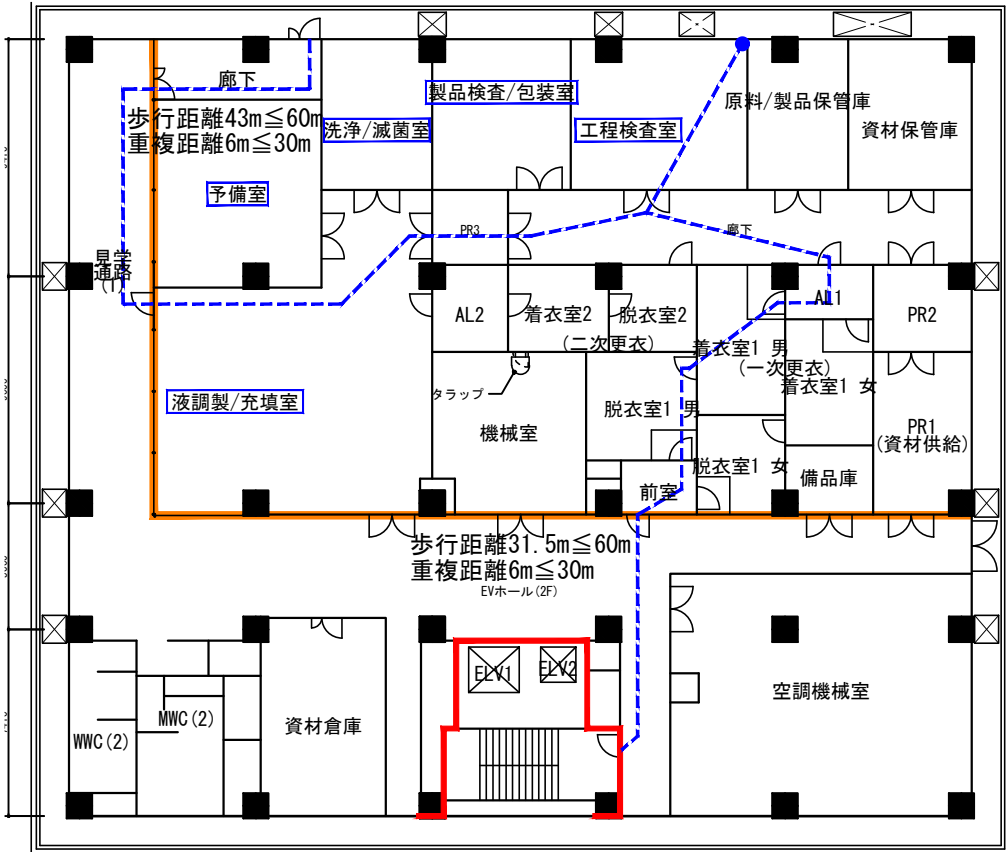 廊下
原料/製品保管庫
製品検査/包装室
歩行距離43m≦60m
洗浄/滅菌室
工程検査室
資材保管庫
重複距離6m≦30m
予備室
PR3
廊下
見学
通路
(1)
AL1
AL2
着衣室2
脱衣室2
PR2
(二次更衣)
着衣室1 男
(一次更衣)
着衣室1 女
タラップ
液調製/充填室
脱衣室1 男
機械室
PR1
(資材供給)
脱衣室1 女
備品庫
前室
歩行距離31.5m≦60m
重複距離6m≦30m
EVホール(2F)
ELV1
ELV2
空調機械室
MWC(2)
資材倉庫
WWC(2)